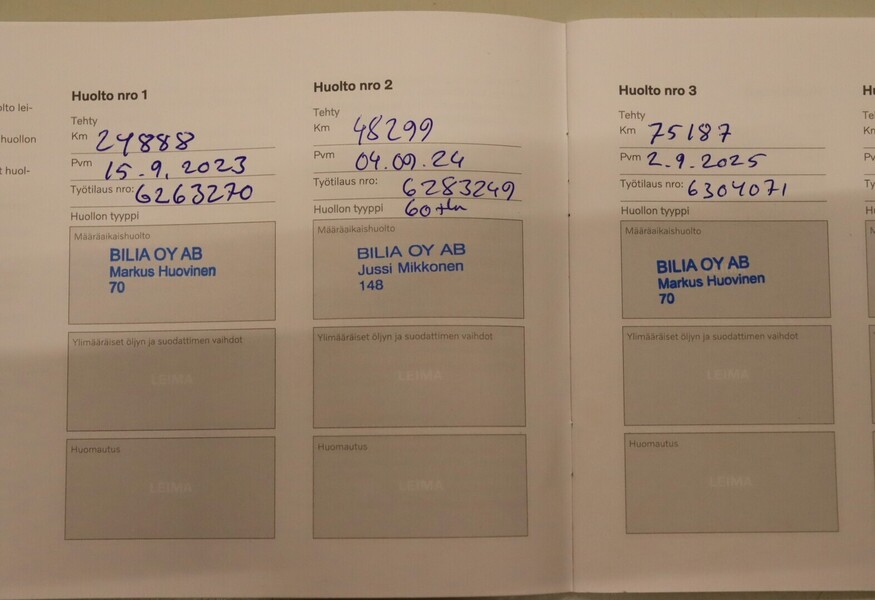 olto lei-
huollon
t huol-
Huolto nro 1
Tehty
Km 24888
Pvm 15.9.2023
Työtilaus nro: 6263270
Huollon tyyppi
Määräaikaishuolto
BILIA OY AB
Markus Huovinen
70
Ylimääräiset öljyn ja suodattimen vaihdot
LEIMA
Huomautus
LEIMA
Huolto nro 2
Tehty
Km 48299
Pvm 04.09.24
Työtilaus nro: 6283249
Huollon tyyppi 60tkm
Määräaikaishuolto
BILIA OY AB
Jussi Mikkonen
148
Ylimääräiset öljyn ja suodattimen vaihdot
LEIMA
Huomautus
LEIMA
Huolto nro 3
Tehty
Km 75187
Pvm 2.9.2025
Työtilaus nro: 6304071
Huollon tyyppi
Määräaikaishuolto
BILIA OY AB
Markus Huovinen
70
Ylimääräiset öljyn ja suodattimen vaihdot
LEIMA
Huomautus
LEIMA